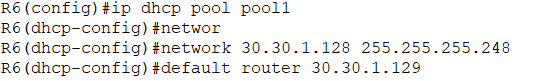 R6(config)#ip dhcp pool pool1
R6(dhcp-config)#networ
R6(dhcp-config)#network 30.30.1.128 255.255.255.248
R6(dhcp-config)#default router 30.30.1.129